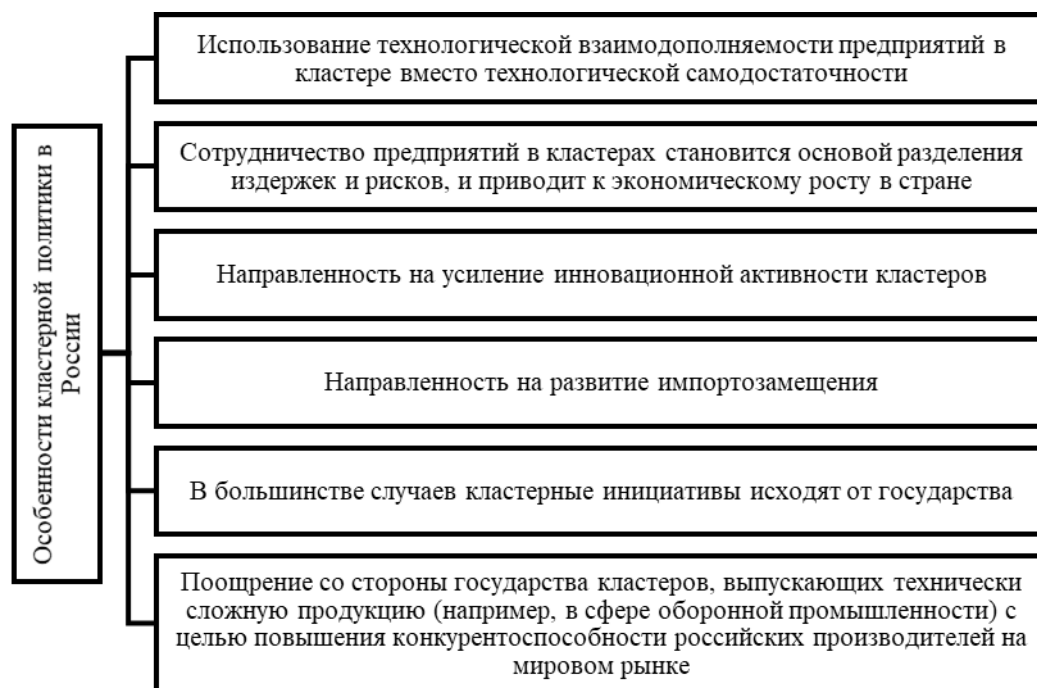 Особенности кластерной политики в
России
Использование технологической взаимодополняемости предприятий в
кластере вместо технологической самодостаточности
Сотрудничество предприятий в кластерах становится основой разделения
издержек и рисков, и приводит к экономическому росту в стране
Направленность на усиление инновационной активности кластеров
Направленность на развитие импортозамещения
В большинстве случаев кластерные инициативы исходят от государства
Поощрение со стороны государства кластеров, выпускающих технически
сложную продукцию (например, в сфере оборонной промышленности) с
целью повышения конкурентоспособности российских производителей на
мировом рынке